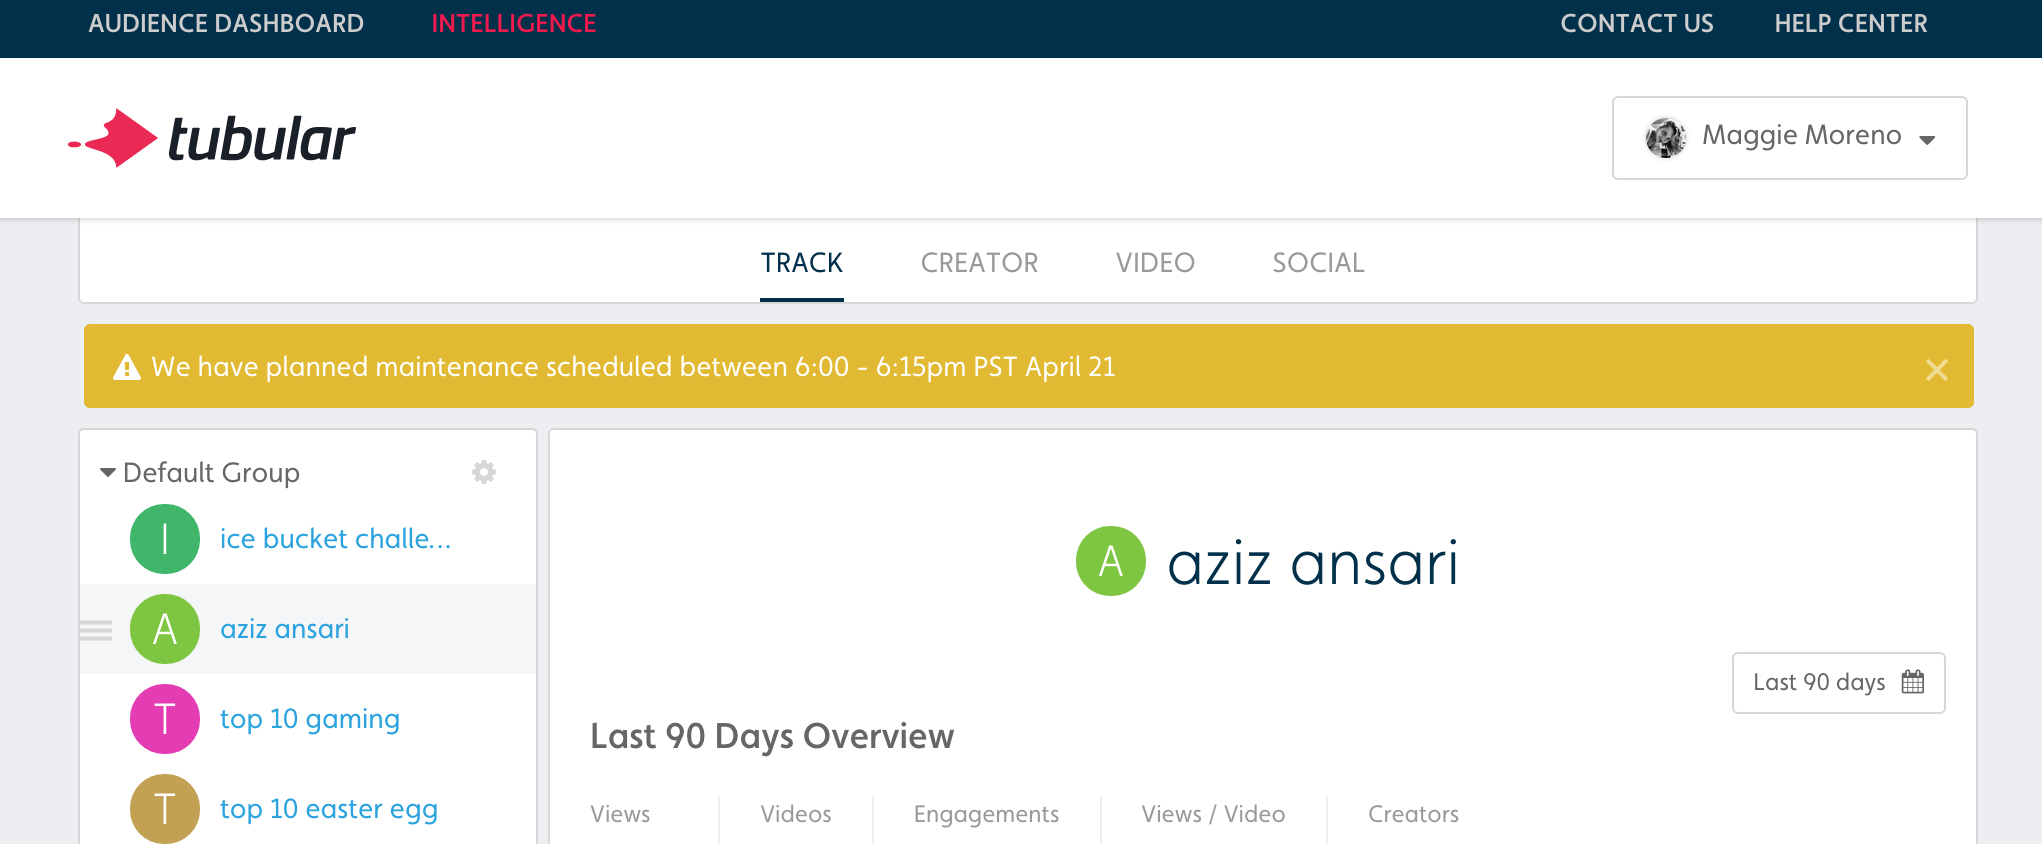 AUDIENCE DASHBOARD INTELLIGENCE CONTACT US HELP CENTER
tubular
Maggie Moreno
TRACK CREATOR VIDEO SOCIAL
We have planned maintenance scheduled between 6:00 - 6:15pm PST April 21
Default Group
I ice bucket challe...
A aziz ansari
T top 10 gaming
T top 10 easter egg
A aziz ansari
Last 90 days
Last 90 Days Overview
Views Videos Engagements Views / Video Creators